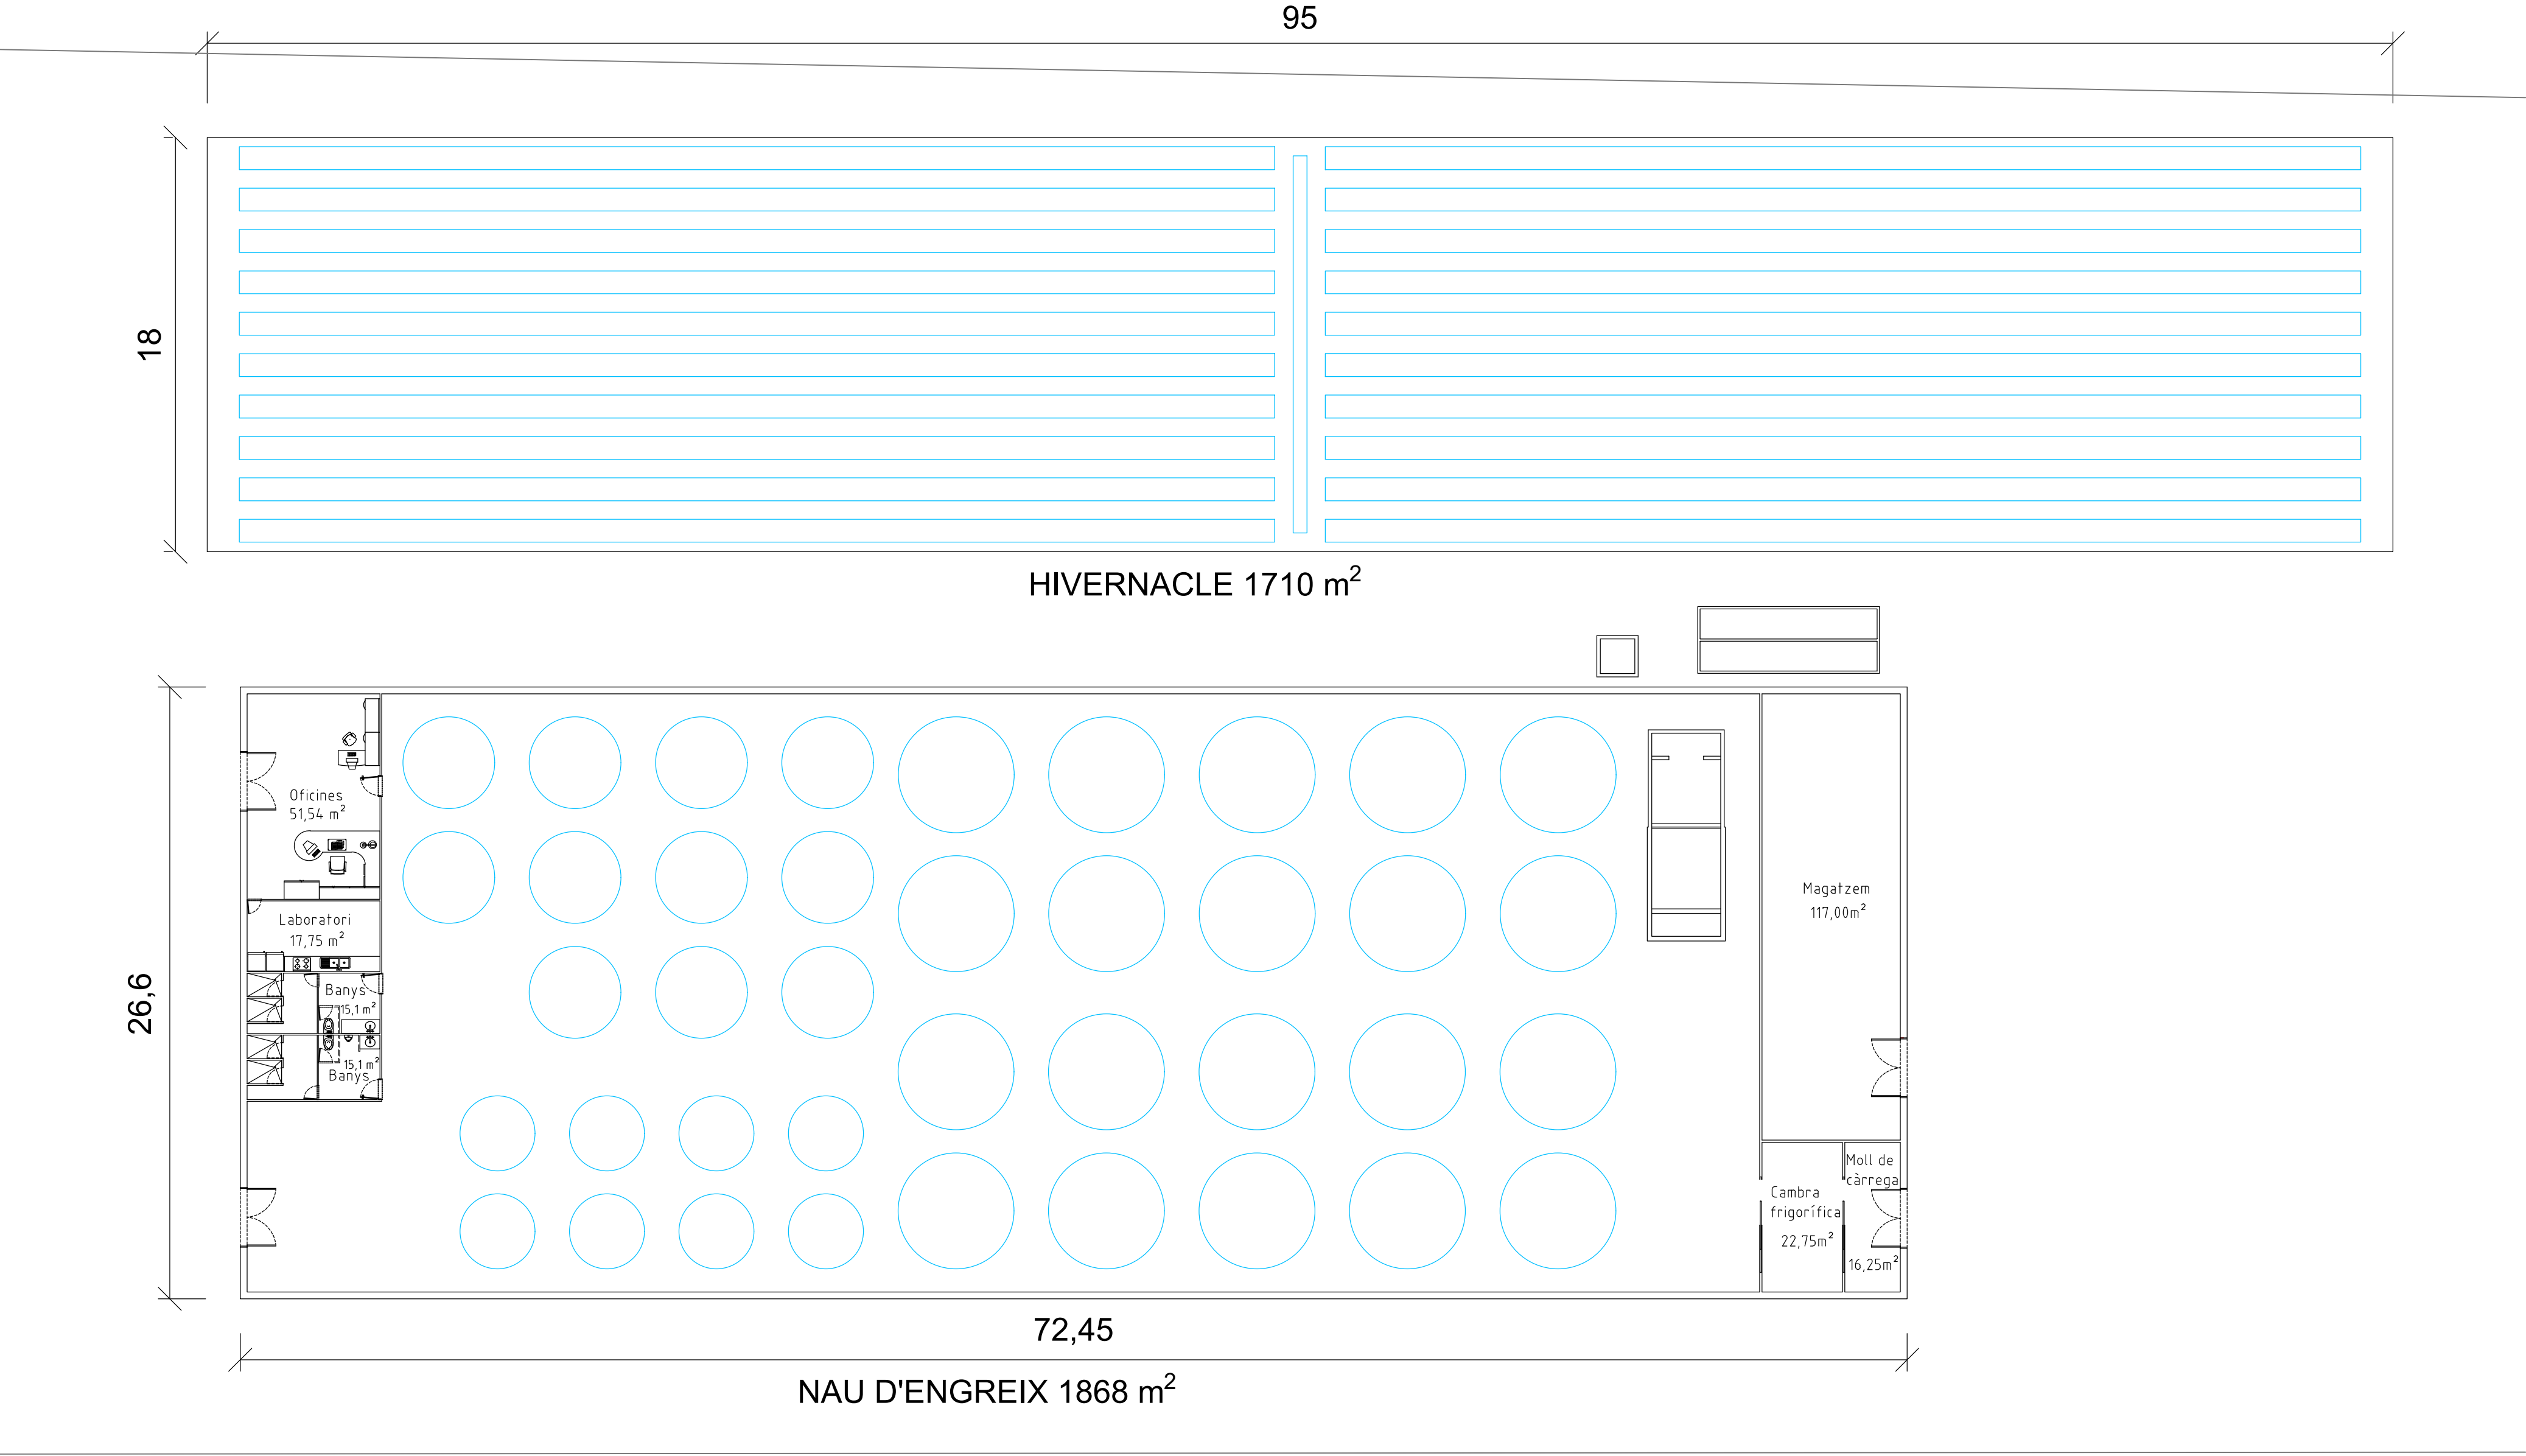 95
18
HIVERNACLE 1710 m²
26,6
Oficines
51,54 m²
Laboratori
17,75 m²
Banys
15,1 m²
15,1 m²
Banys
Magatzem
117,00m²
Moll de
càrrega
16,25m²
Cambra
frigorífica
22,75m²
72,45
NAU D'ENGREIX 1868 m²